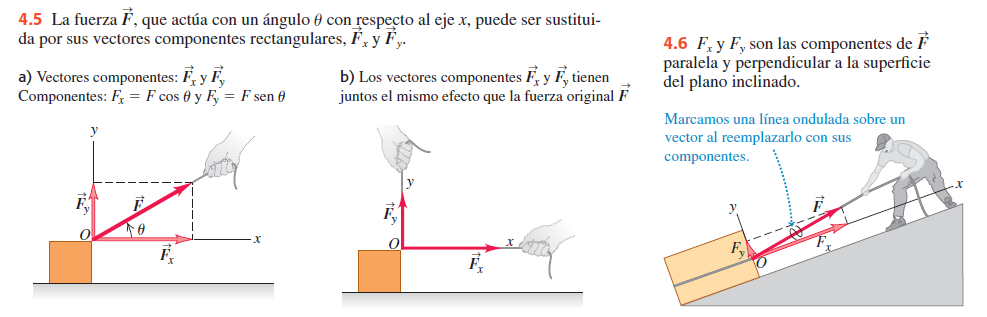 4.5 La fuerza F⃗, que actúa con un ángulo θ con respecto al eje x, puede ser sustitui-
da por sus vectores componentes rectangulares, F⃗x y F⃗y.
a) Vectores componentes: F⃗x y F⃗y
Componentes: Fx = F cos θ y Fy = F sen θ
y
F⃗y
F⃗
O
θ
x
F⃗x
b) Los vectores componentes F⃗x y F⃗y tienen
juntos el mismo efecto que la fuerza original F⃗
y
F⃗y
O
x
F⃗x
4.6 Fx y Fy son las componentes de F⃗
paralela y perpendicular a la superficie
del plano inclinado.
Marcamos una línea ondulada sobre un
vector al reemplazarlo con sus
componentes.
x
y
F⃗
Fy
Fx
O